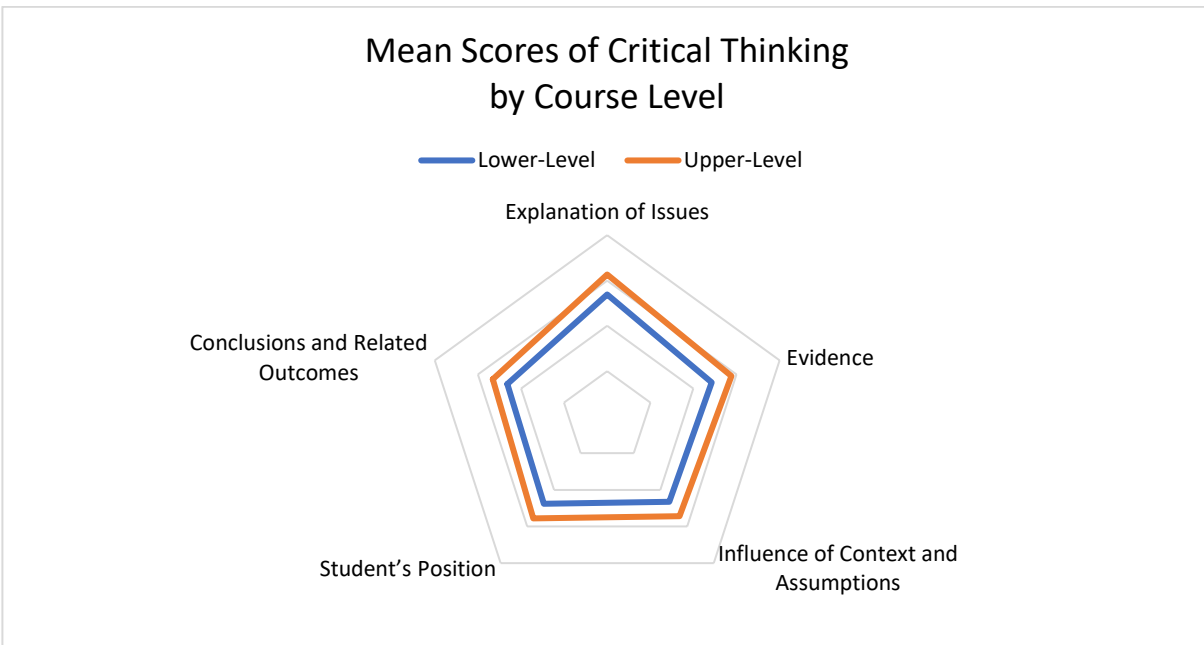 Mean Scores of Critical Thinking
by Course Level
Lower-Level
Upper-Level
Explanation of Issues
Evidence
Influence of Context and
Assumptions
Student’s Position
Conclusions and Related
Outcomes